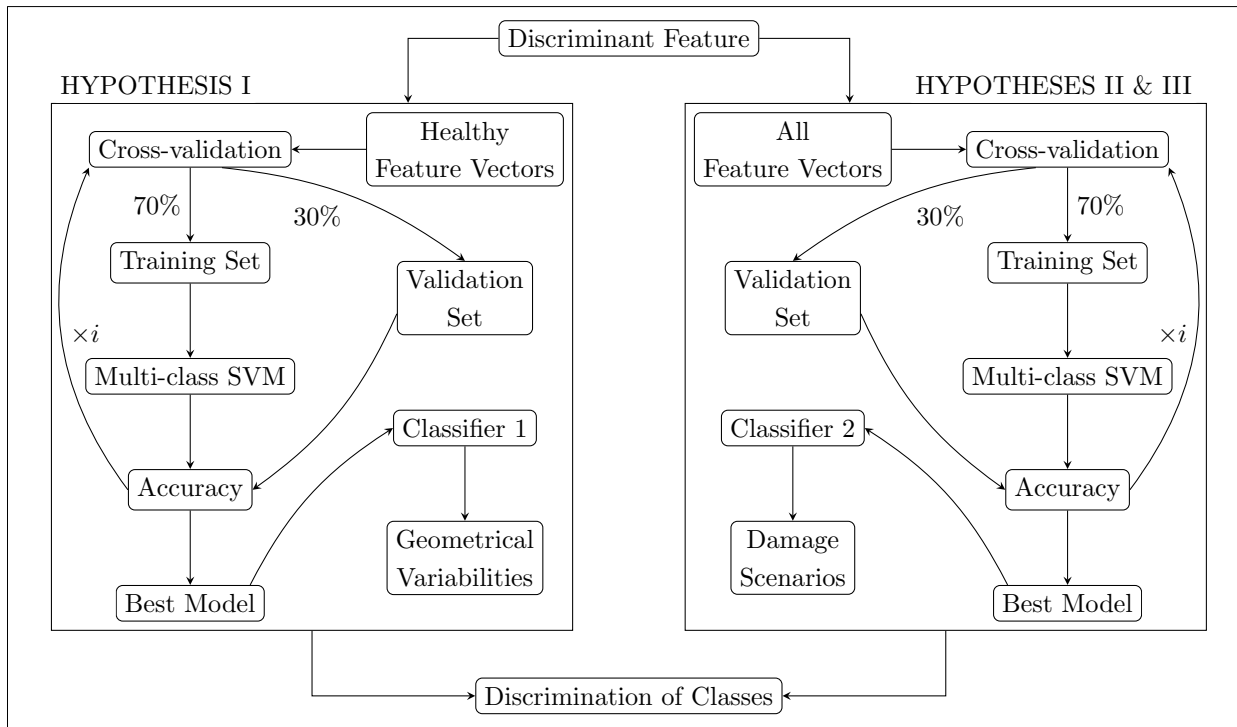 Discriminant Feature
HYPOTHESIS I
Healthy
Feature Vectors
Cross-validation
70%
30%
Training Set
Validation
Set
×i
Multi-class SVM
Classifier 1
Accuracy
Geometrical
Variabilities
Best Model
HYPOTHESES II & III
All
Feature Vectors
Cross-validation
30%
70%
Validation
Set
Training Set
×i
Multi-class SVM
Classifier 2
Accuracy
Damage
Scenarios
Best Model
Discrimination of Classes